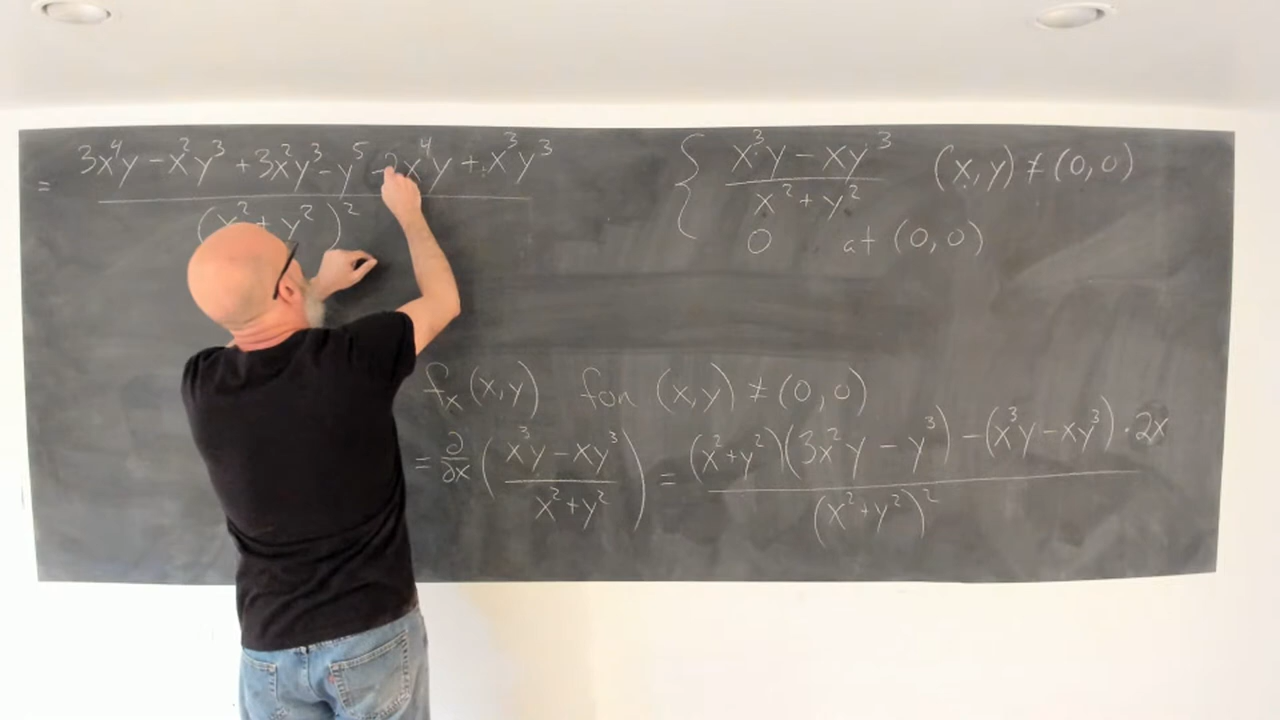 = 3x⁴y − x²y³ + 3x²y³ − y⁵ − 2x⁴y + x³y³
(x² + y²)²
{ x³y − xy³ / x² + y² (x,y) ≠ (0,0)
0 at (0,0)
fₓ(x,y) for (x,y) ≠ (0,0)
= ∂/∂x ( x³y − xy³ / x² + y² ) = (x² + y²)(3x²y − y³) − (x³y − xy³) · 2x / (x² + y²)²